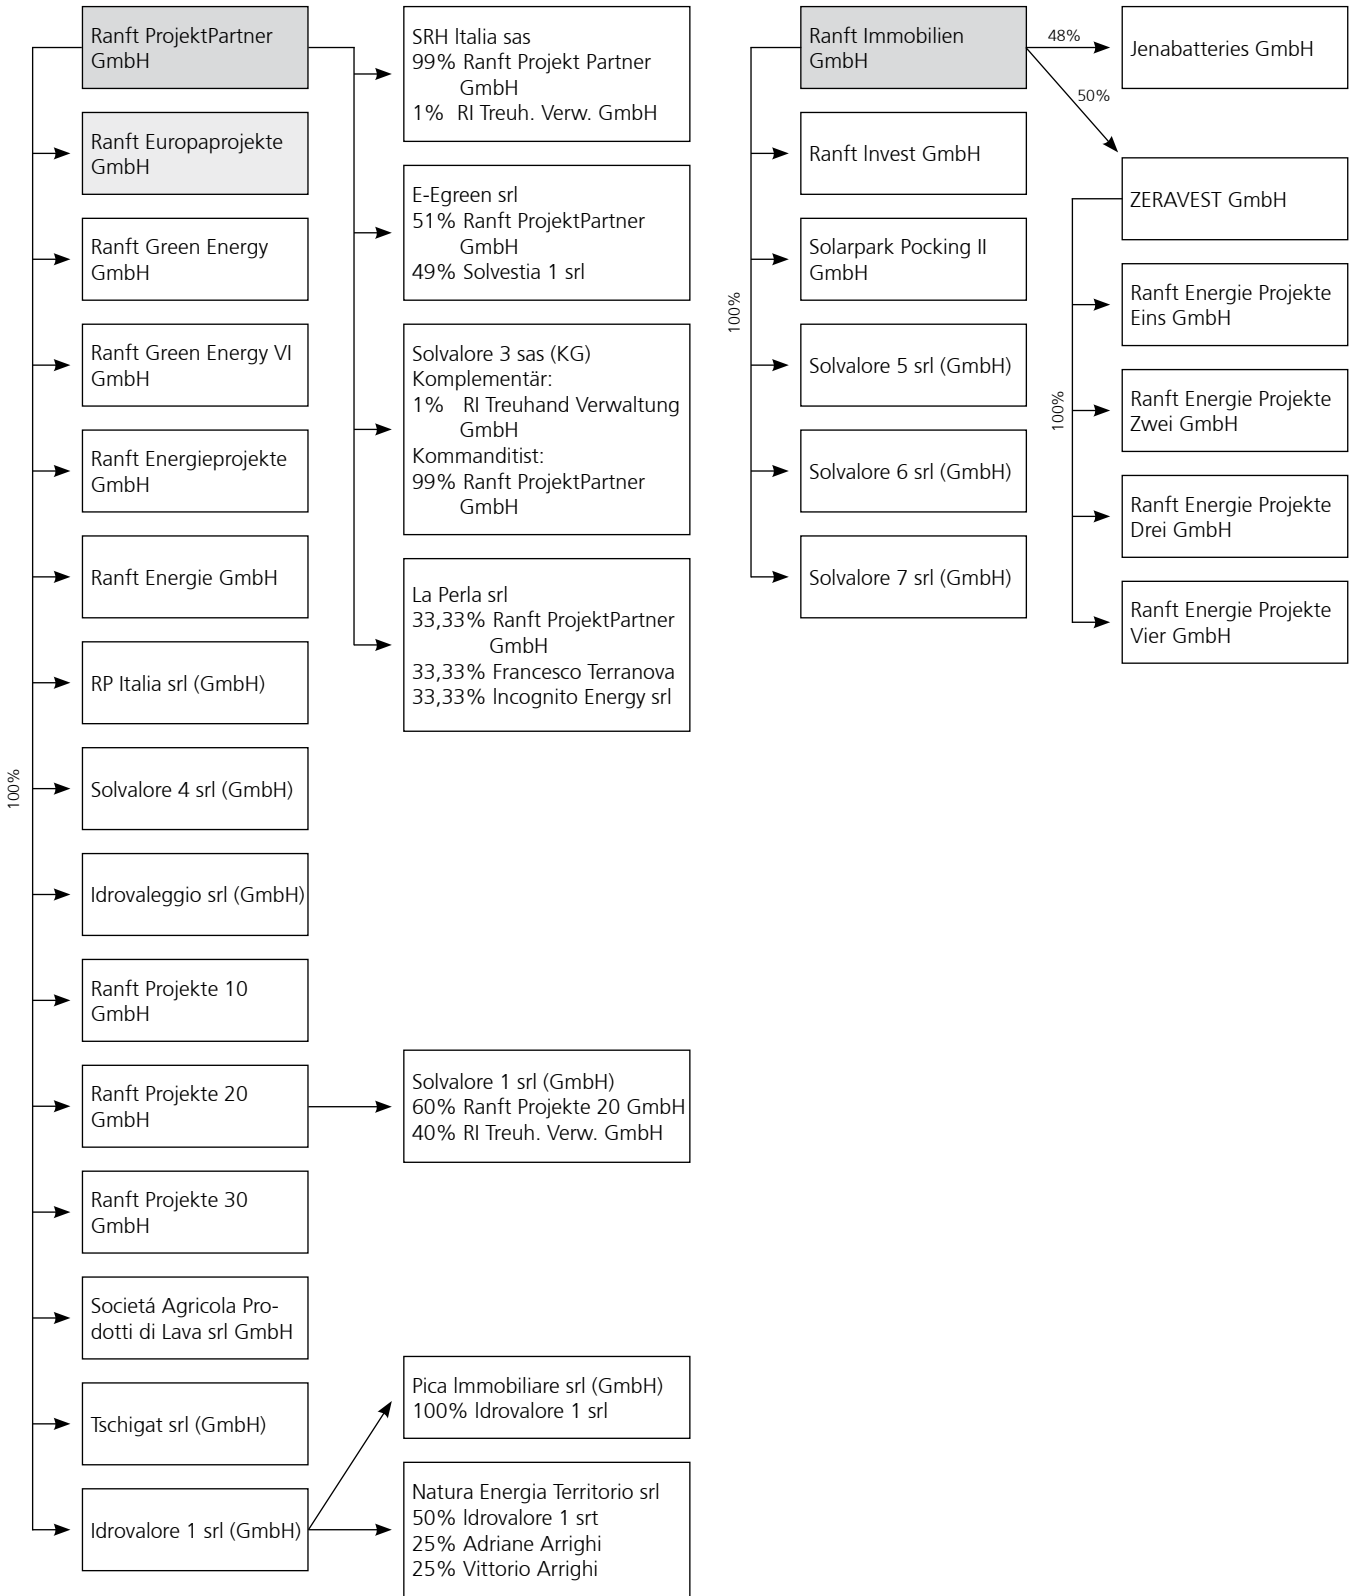 Ranft ProjektPartner
GmbH
Ranft Europaprojekte
GmbH
Ranft Green Energy
GmbH
Ranft Green Energy VI
GmbH
Ranft Energieprojekte
GmbH
Ranft Energie GmbH
RP Italia srl (GmbH)
Solvalore 4 srl (GmbH)
100%
Idrovaleggio srl (GmbH)
Ranft Projekte 10
GmbH
Ranft Projekte 20
GmbH
Ranft Projekte 30
GmbH
Societá Agricola Pro-
dotti di Lava srl GmbH
Tschigat srl (GmbH)
Idrovalore 1 srl (GmbH)
SRH Italia sas
99% Ranft Projekt Partner
GmbH
1% RI Treuh. Verw. GmbH
E-Egreen srl
51% Ranft ProjektPartner
GmbH
49% Solvestia 1 srl
Solvalore 3 sas (KG)
Komplementär:
1% RI Treuhand Verwaltung
GmbH
Kommanditist:
99% Ranft ProjektPartner
GmbH
La Perla srl
33,33% Ranft ProjektPartner
GmbH
33,33% Francesco Terranova
33,33% Incognito Energy srl
Solvalore 1 srl (GmbH)
60% Ranft Projekte 20 GmbH
40% RI Treuh. Verw. GmbH
Pica Immobiliare srl (GmbH)
100% Idrovalore 1 srl
Natura Energia Territorio srl
50% Idrovalore 1 srt
25% Adriane Arrighi
25% Vittorio Arrighi
Ranft Immobilien
GmbH
Ranft Invest GmbH
Solarpark Pocking II
GmbH
100%
Solvalore 5 srl (GmbH)
Solvalore 6 srl (GmbH)
Solvalore 7 srl (GmbH)
48%
Jenabatteries GmbH
50%
ZERAVEST GmbH
Ranft Energie Projekte
Eins GmbH
100%
Ranft Energie Projekte
Zwei GmbH
Ranft Energie Projekte
Drei GmbH
Ranft Energie Projekte
Vier GmbH